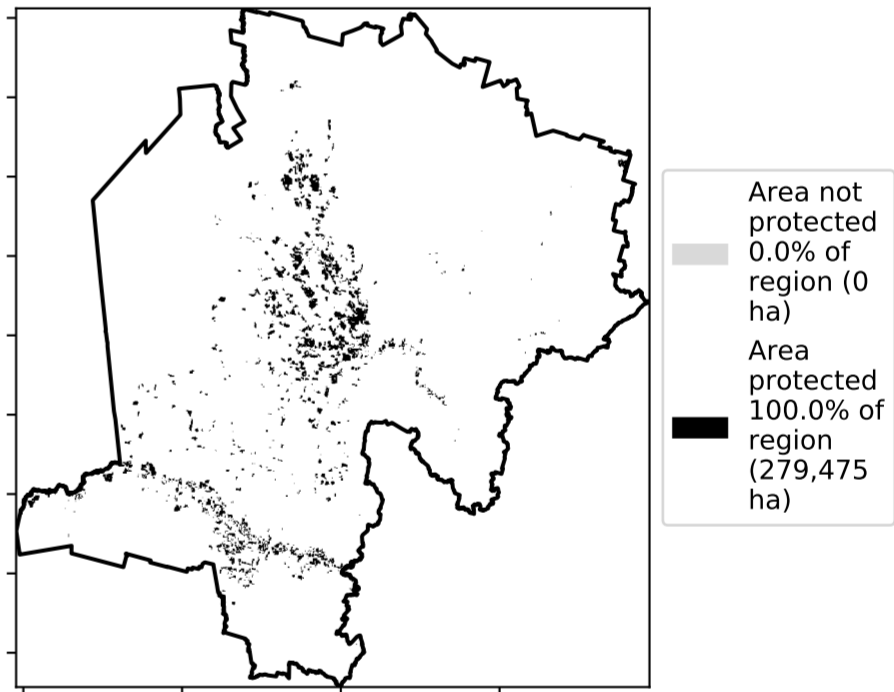 Area not
protected
0.0% of
region (0
ha)
Area
protected
100.0% of
region
(279,475
ha)